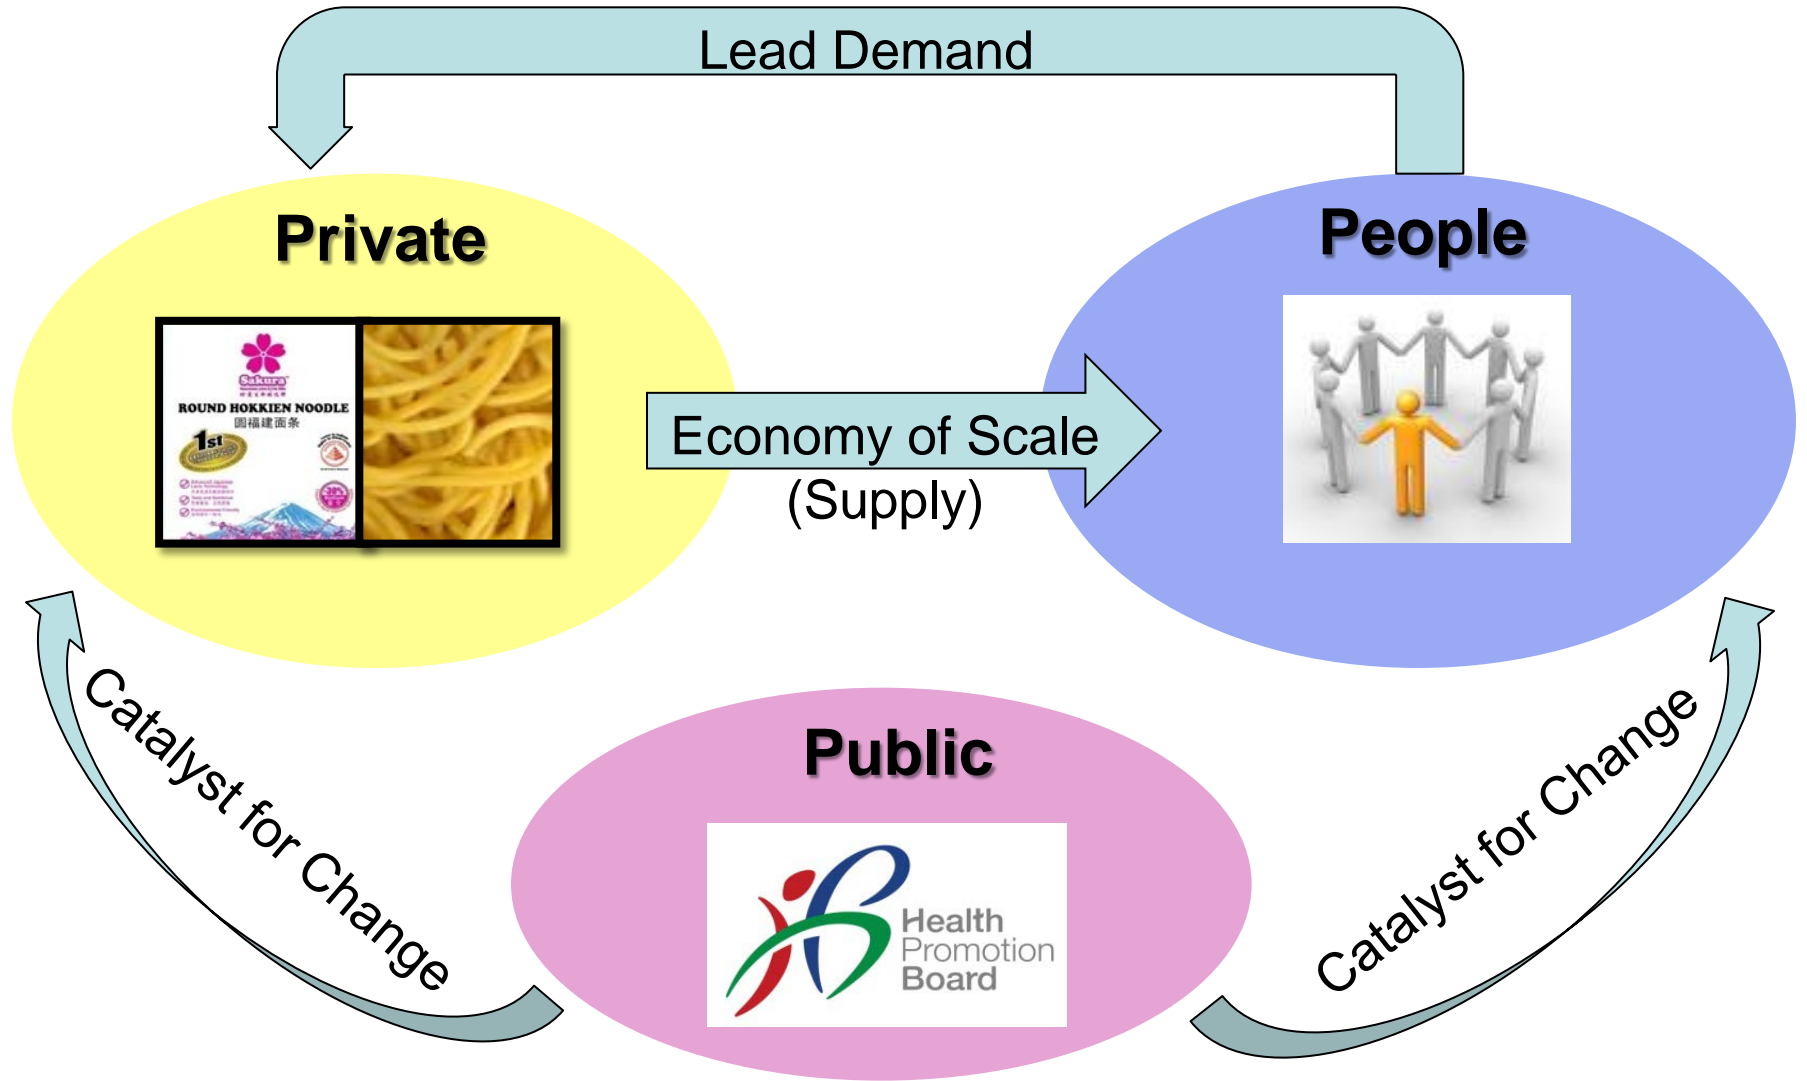 Lead Demand
Private
People
Sakura
ROUND HOKKIEN NOODLE
圆福建面条
1st
-30%
Economy of Scale
(Supply)
Catalyst for Change
Catalyst for Change
Public
Health
Promotion
Board